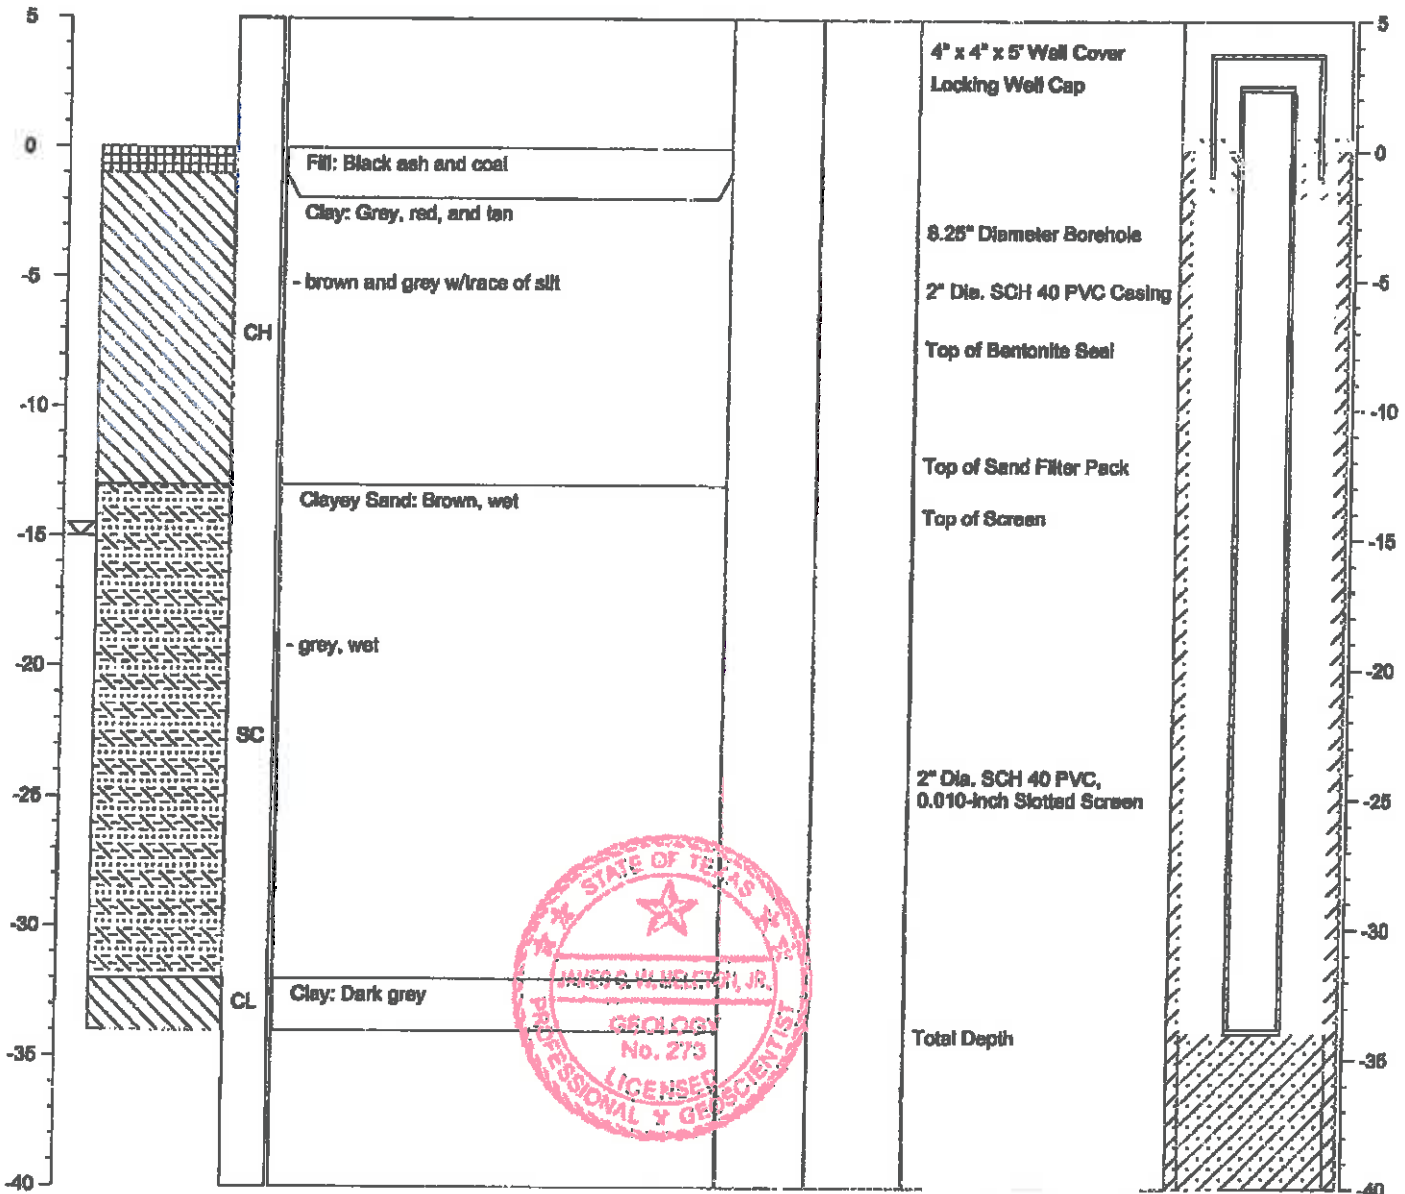 5
0
-5
-10
-15
-20
-25
-30
-35
-40
CH
SC
CL
Fill: Black ash and coal
Clay: Grey, red, and tan
- brown and grey w/trace of silt
Clayey Sand: Brown, wet
- grey, wet
Clay: Dark grey
STATE OF TEXAS
JR.
GEOLOGY
No. 273
LICENSED
PROFESSIONAL GEOSCIENTIST
4" x 4" x 5' Well Cover
Locking Well Cap
8.25" Diameter Borehole
2" Dia. SCH 40 PVC Casing
Top of Bentonite Seal
Top of Sand Filter Pack
Top of Screen
2" Dia. SCH 40 PVC,
0.010-inch Slotted Screen
Total Depth
5
0
-5
-10
-15
-20
-25
-30
-35
-40